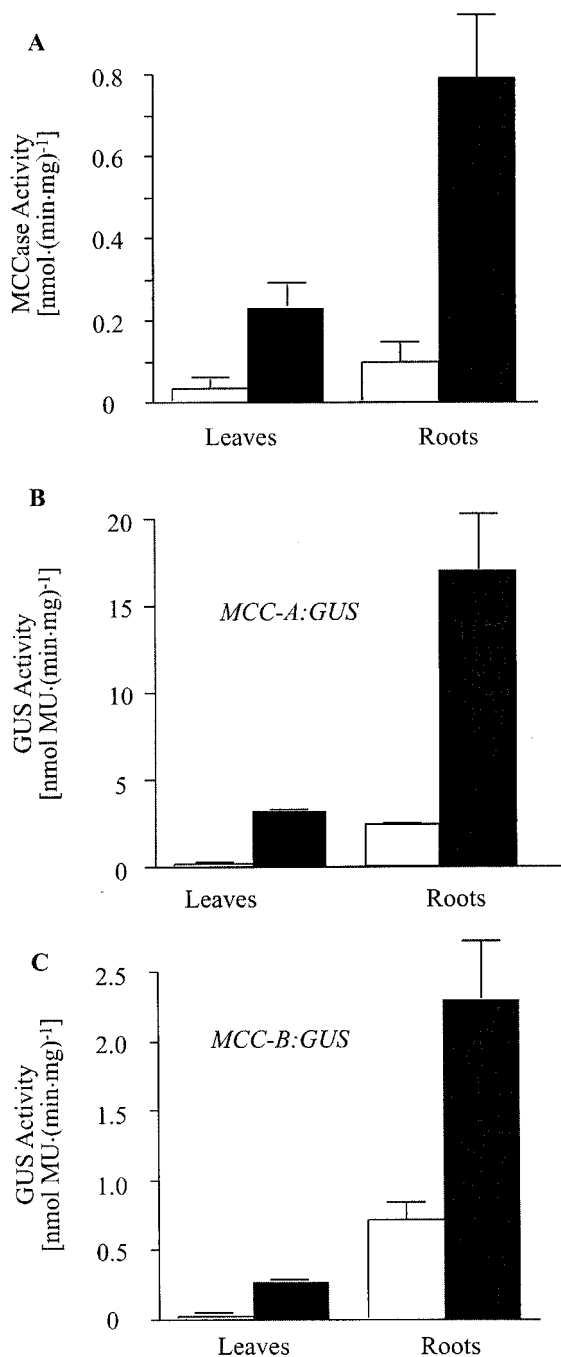 A
MCCase Activity
[nmol·(min·mg)⁻¹]
0.8
0.6
0.4
0.2
0
Leaves
Roots
B
GUS Activity
[nmol MU·(min·mg)⁻¹]
20
15
10
5
0
MCC-A:GUS
Leaves
Roots
C
GUS Activity
[nmol MU·(min·mg)⁻¹]
2.5
2.0
1.5
1.0
0.5
0
MCC-B:GUS
Leaves
Roots